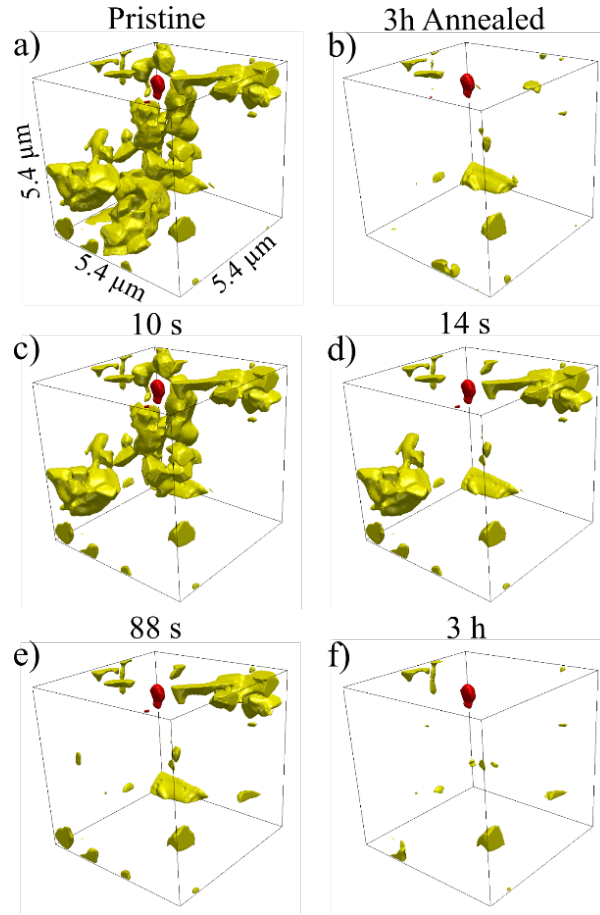 Pristine
3h Annealed
a)
b)
5.4 µm
5.4 µm
5.4 µm
10 s
14 s
c)
d)
88 s
3 h
e)
f)